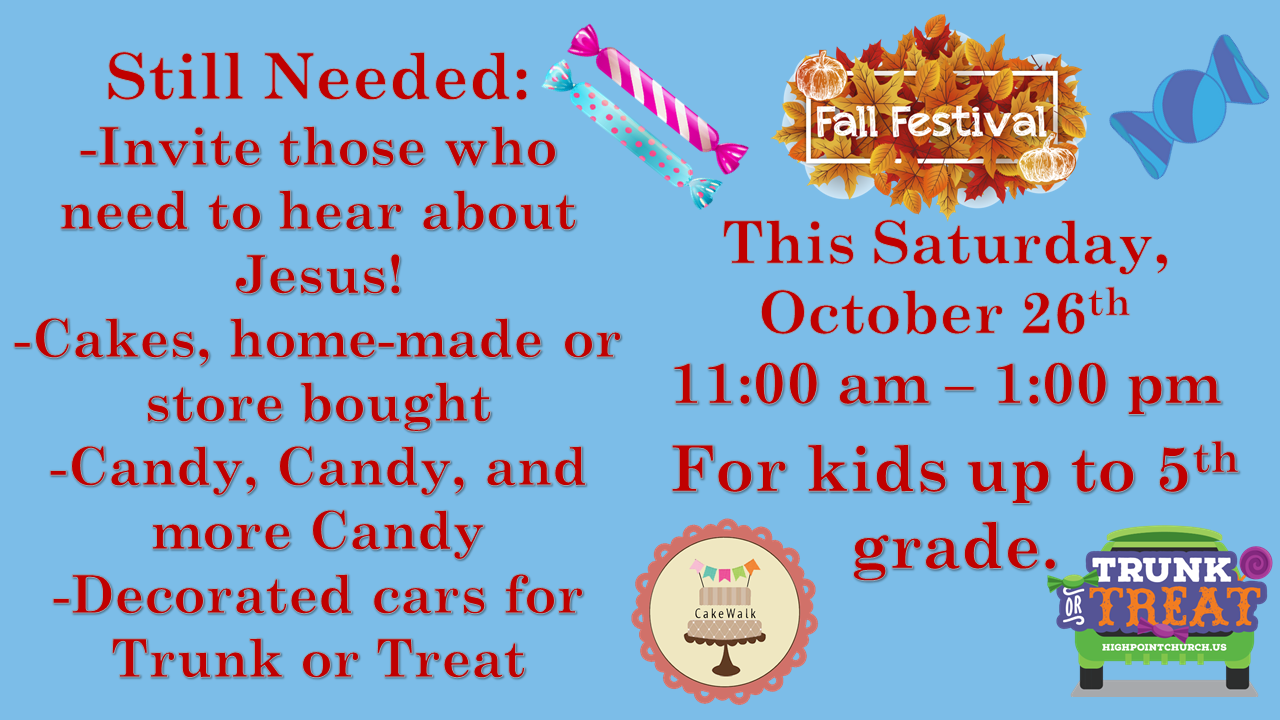 Still Needed:
-Invite those who
need to hear about
Jesus!
-Cakes, home-made or
store bought
-Candy, Candy, and
more Candy
-Decorated cars for
Trunk or Treat
Fall Festival
This Saturday,
October 26th
11:00 am – 1:00 pm
For kids up to 5th
grade.
CakeWalk
TRUNK
OR TREAT
HIGHPOINTCHURCH.US